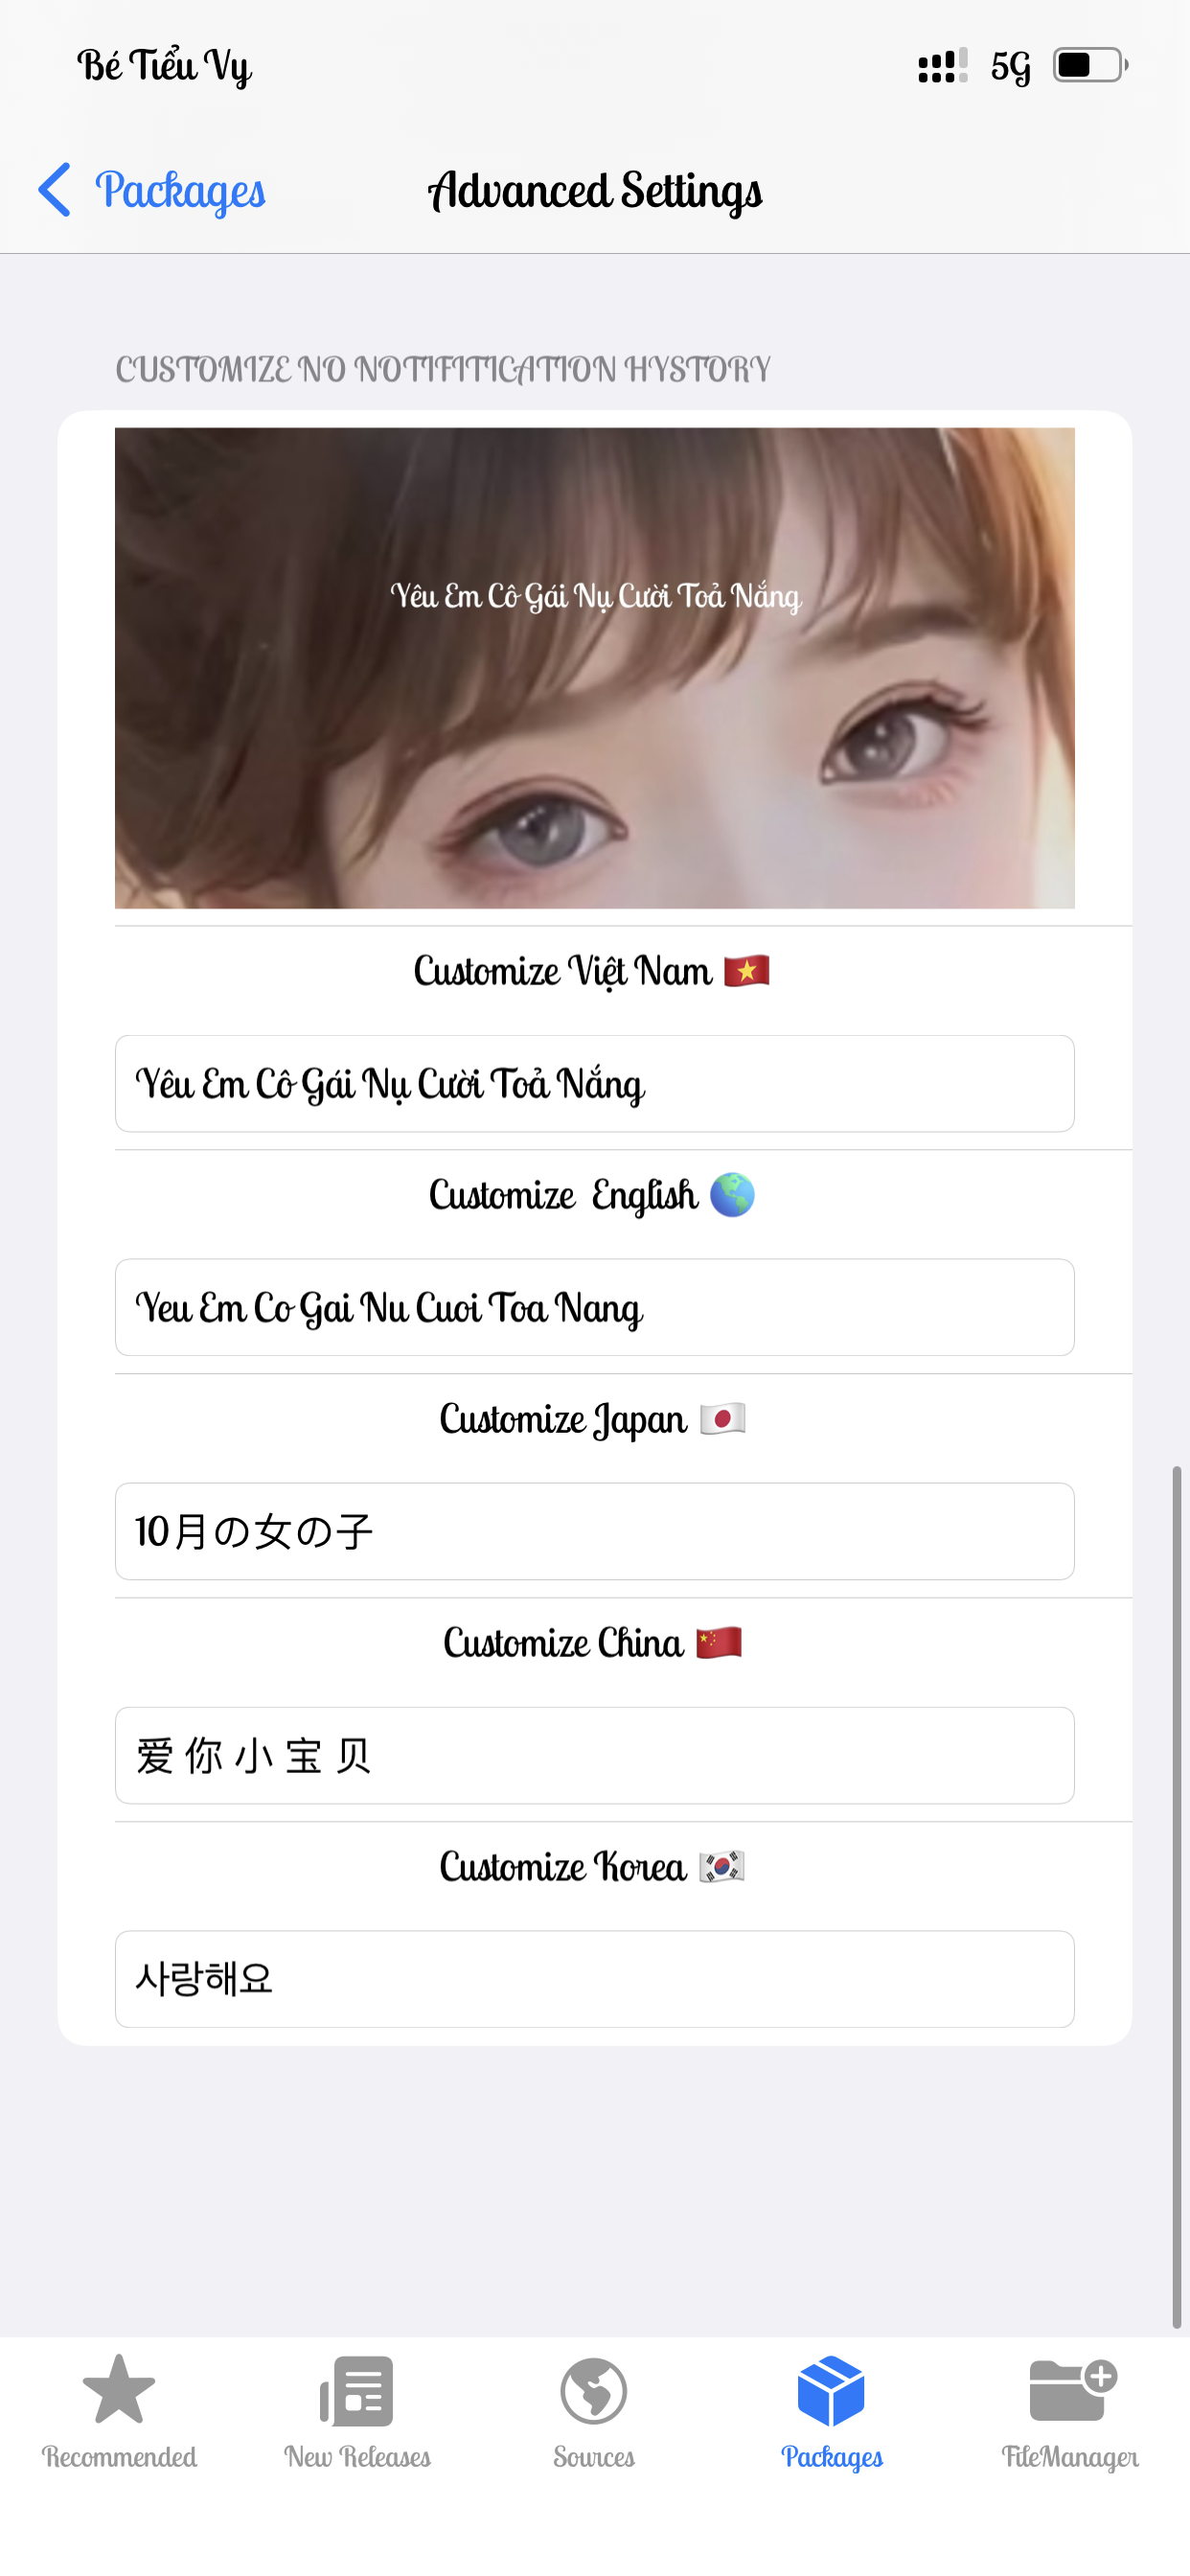 Bé Tiểu Vy
5G
Packages
Advanced Settings
CUSTOMIZE NO NOTIFITICATION HYSTORY
Yêu Em Cô Gái Nụ Cười Toả Nắng
Customize Việt Nam 🇻🇳
Yêu Em Cô Gái Nụ Cười Toả Nắng
Customize  English 🌎
Yeu Em Co Gai Nu Cuoi Toa Nang
Customize Japan 🇯🇵
10月の女の子
Customize China 🇨🇳
爱 你 小 宝 贝
Customize Korea 🇰🇷
사랑해요
Recommended
New Releases
Sources
Packages
FileManager